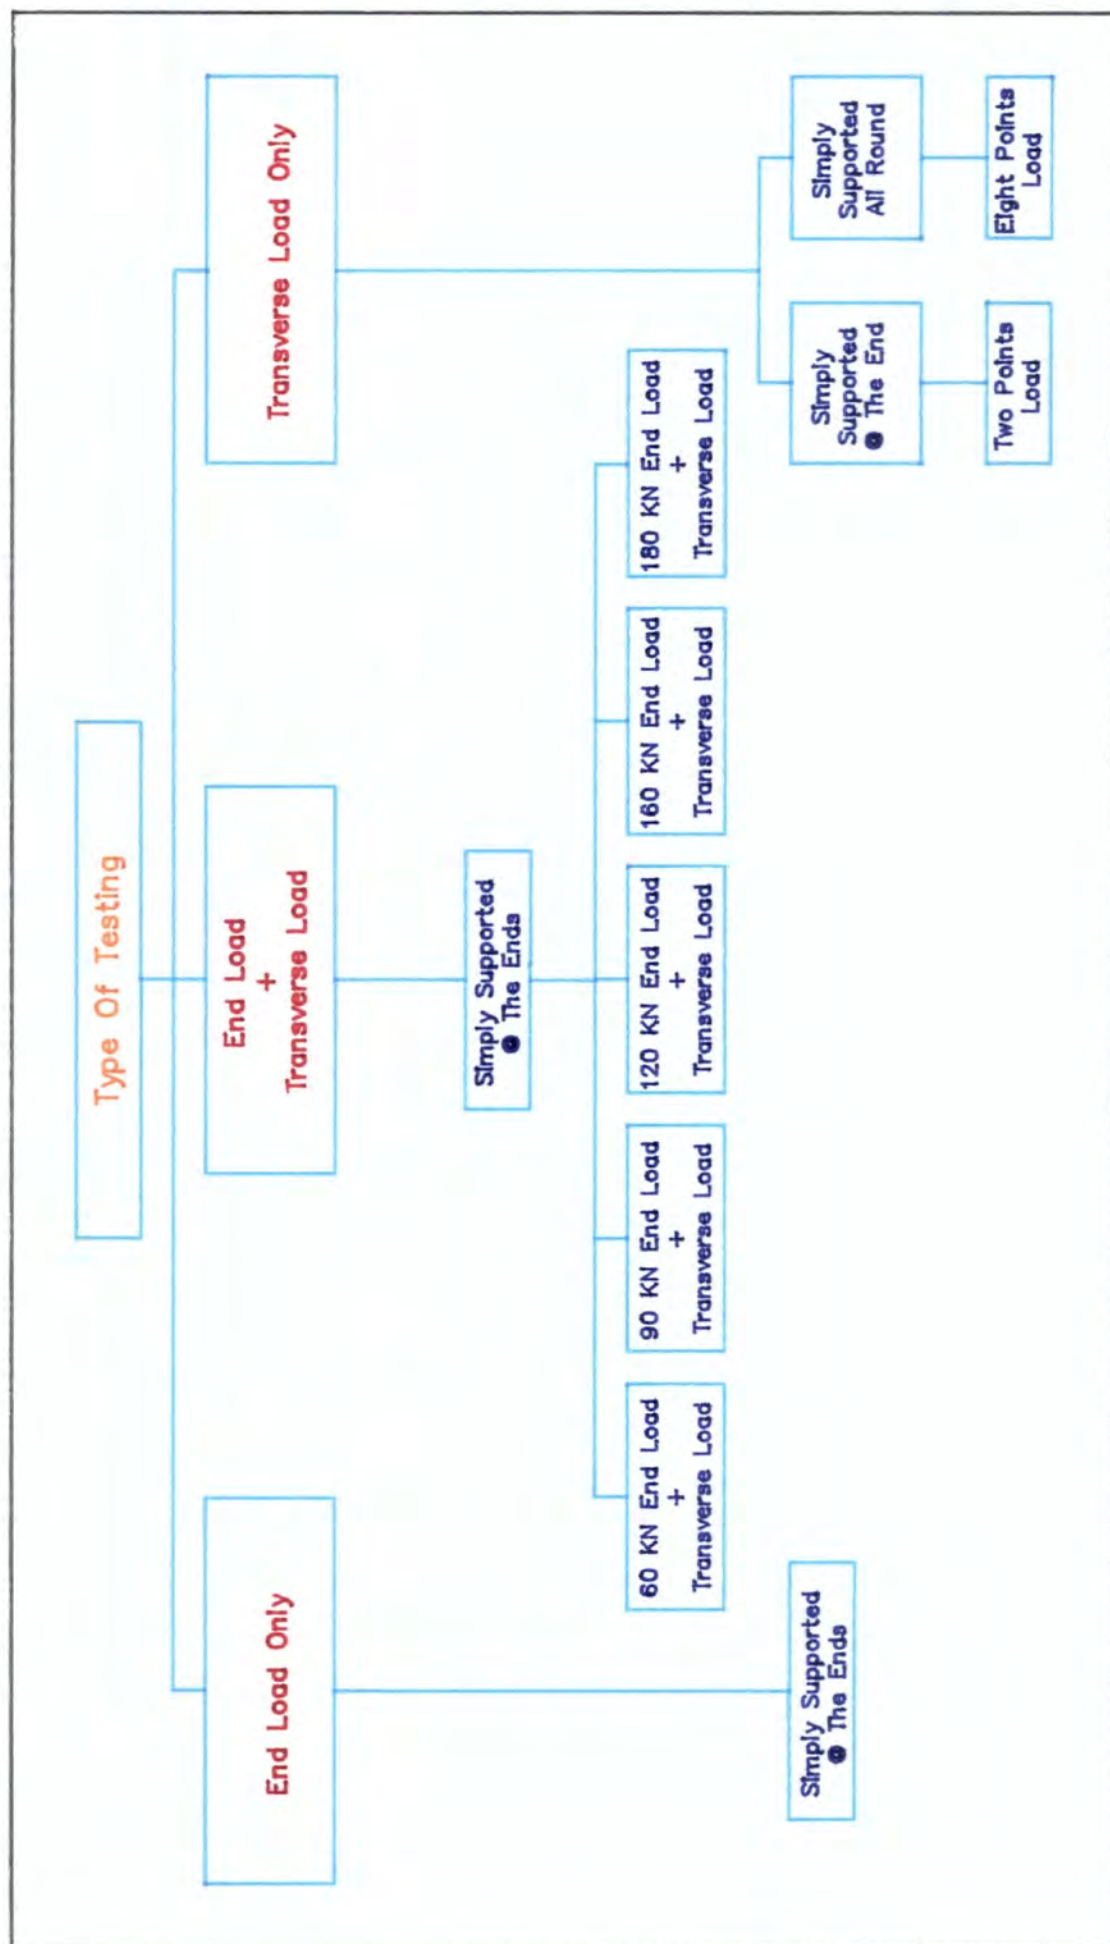 Type Of Testing
End Load Only
End Load
+
Transverse Load
Transverse Load Only
Simply Supported
@ The Ends
60 KN End Load
+
Transverse Load
90 KN End Load
+
Transverse Load
120 KN End Load
+
Transverse Load
160 KN End Load
+
Transverse Load
180 KN End Load
+
Transverse Load
Simply Supported
@ The Ends
Simply
Supported
@ The End
Simply
Supported
All Round
Two Points
Load
Eight Points
Load